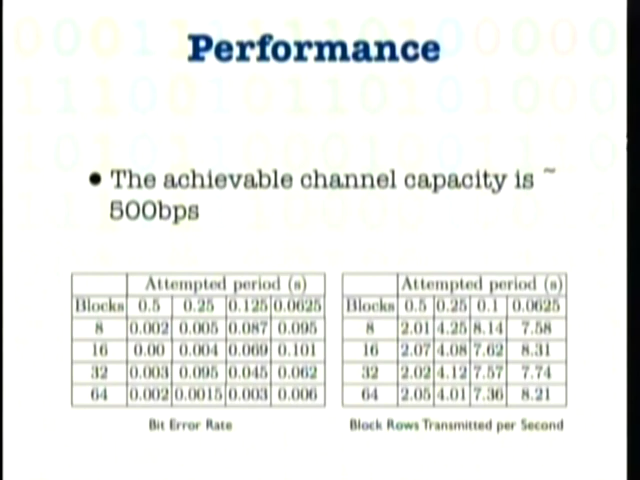 Performance
• The achievable channel capacity is ~
500bps
Attempted period (s)
Blocks 0.5 0.25 0.125 0.0625
8 0.002 0.005 0.087 0.095
16 0.00 0.004 0.069 0.101
32 0.003 0.095 0.045 0.062
64 0.002 0.0015 0.003 0.006
Bit Error Rate
Attempted period (s)
Blocks 0.5 0.25 0.1 0.0625
8 2.01 4.25 8.14 7.58
16 2.07 4.08 7.62 8.31
32 2.02 4.12 7.57 7.74
64 2.05 4.01 7.36 8.21
Block Rows Transmitted per Second